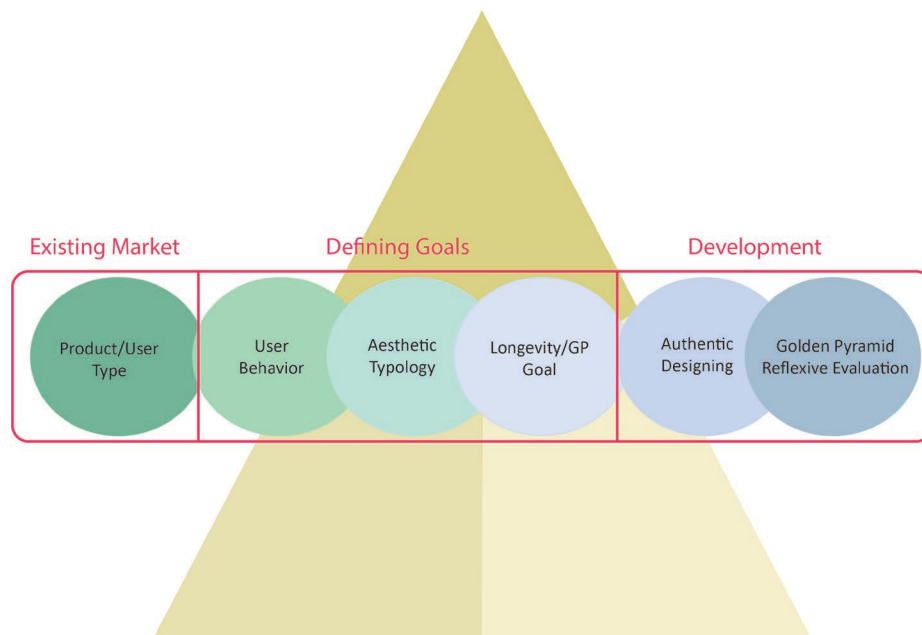 Existing Market
Defining Goals
Development
Product/User
Type
User
Behavior
Aesthetic
Typology
Longevity/GP
Goal
Authentic
Designing
Golden Pyramid
Reflexive Evaluation